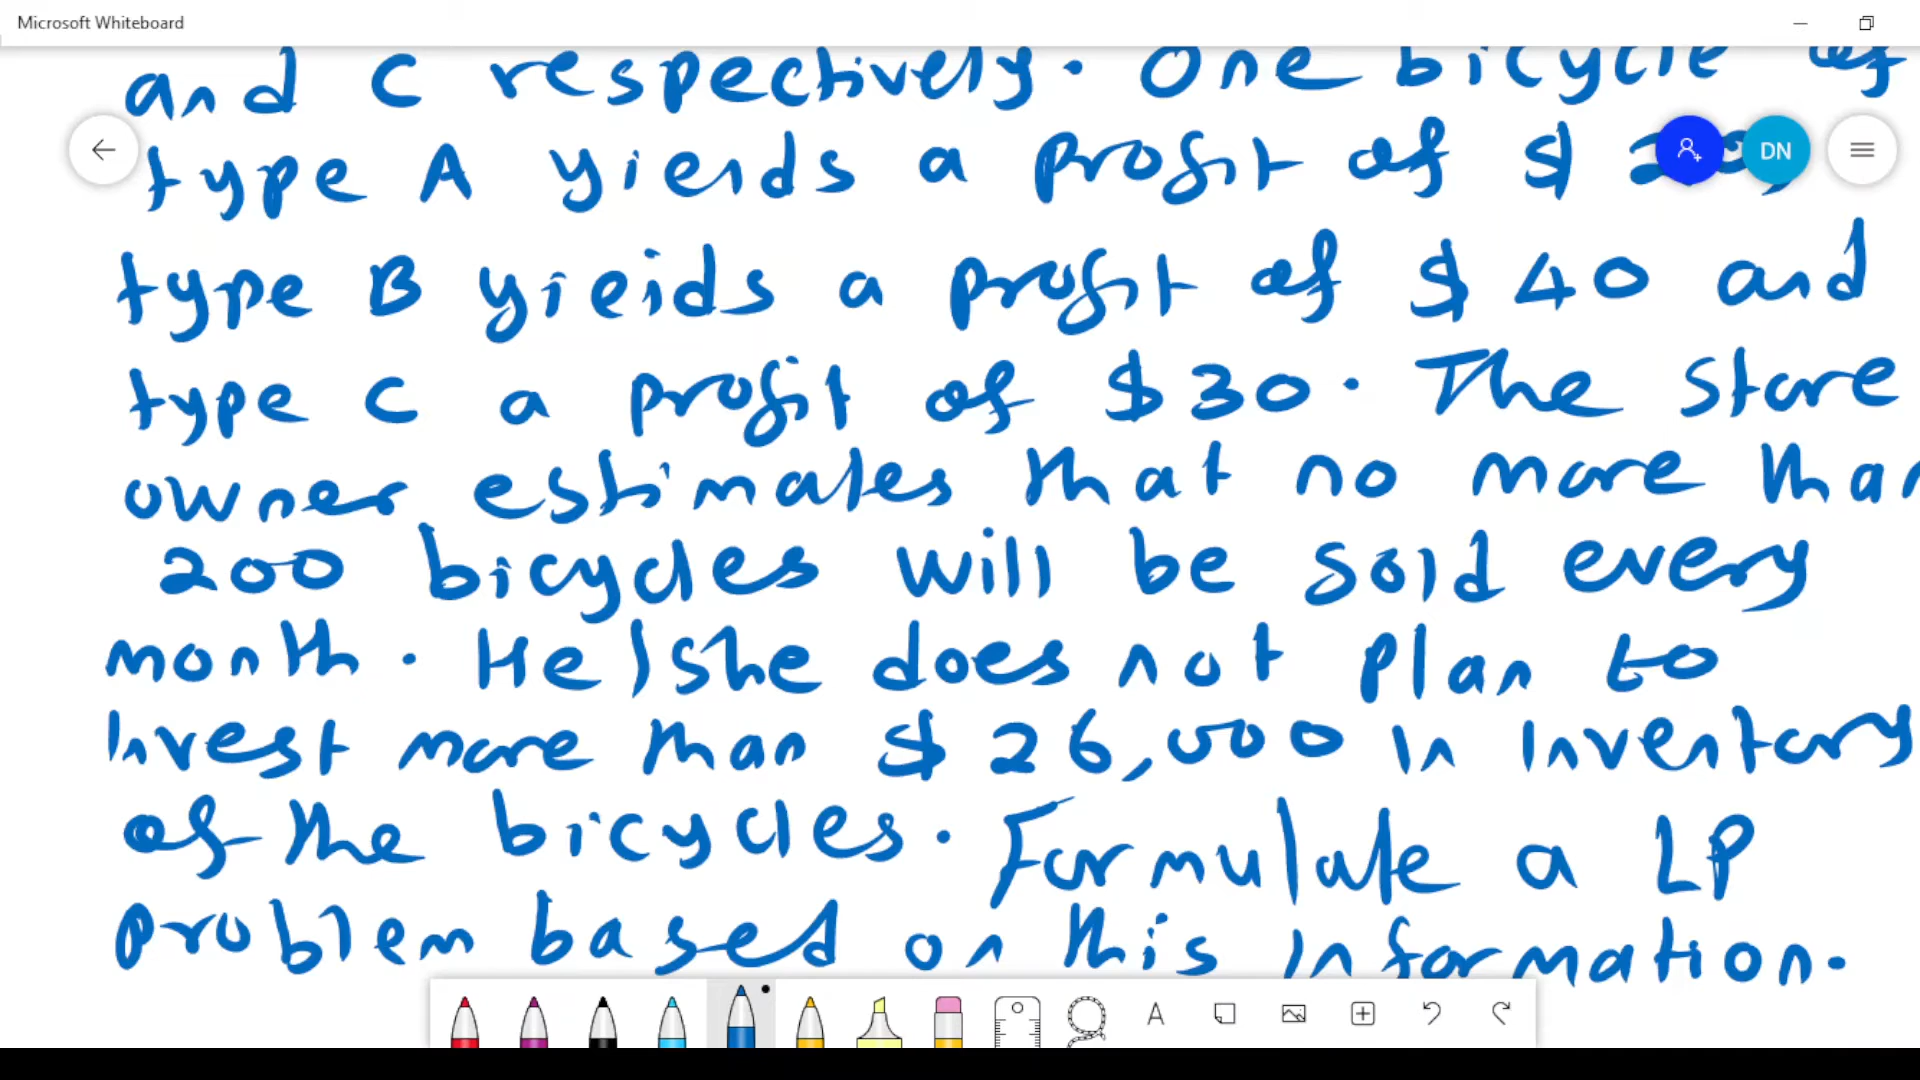 Microsoft Whiteboard
and C respectively. One bicycle of
type A yields a profit of $
DN
type B yields a profit of $ 40 and
type C a profit of $30. The store
owner estimates that no more than
200 bicycles will be sold every
month. He/she does not plan to
invest more than $ 26,000 in inventory
of the bicycles. Formulate a LP
problem based on this information.